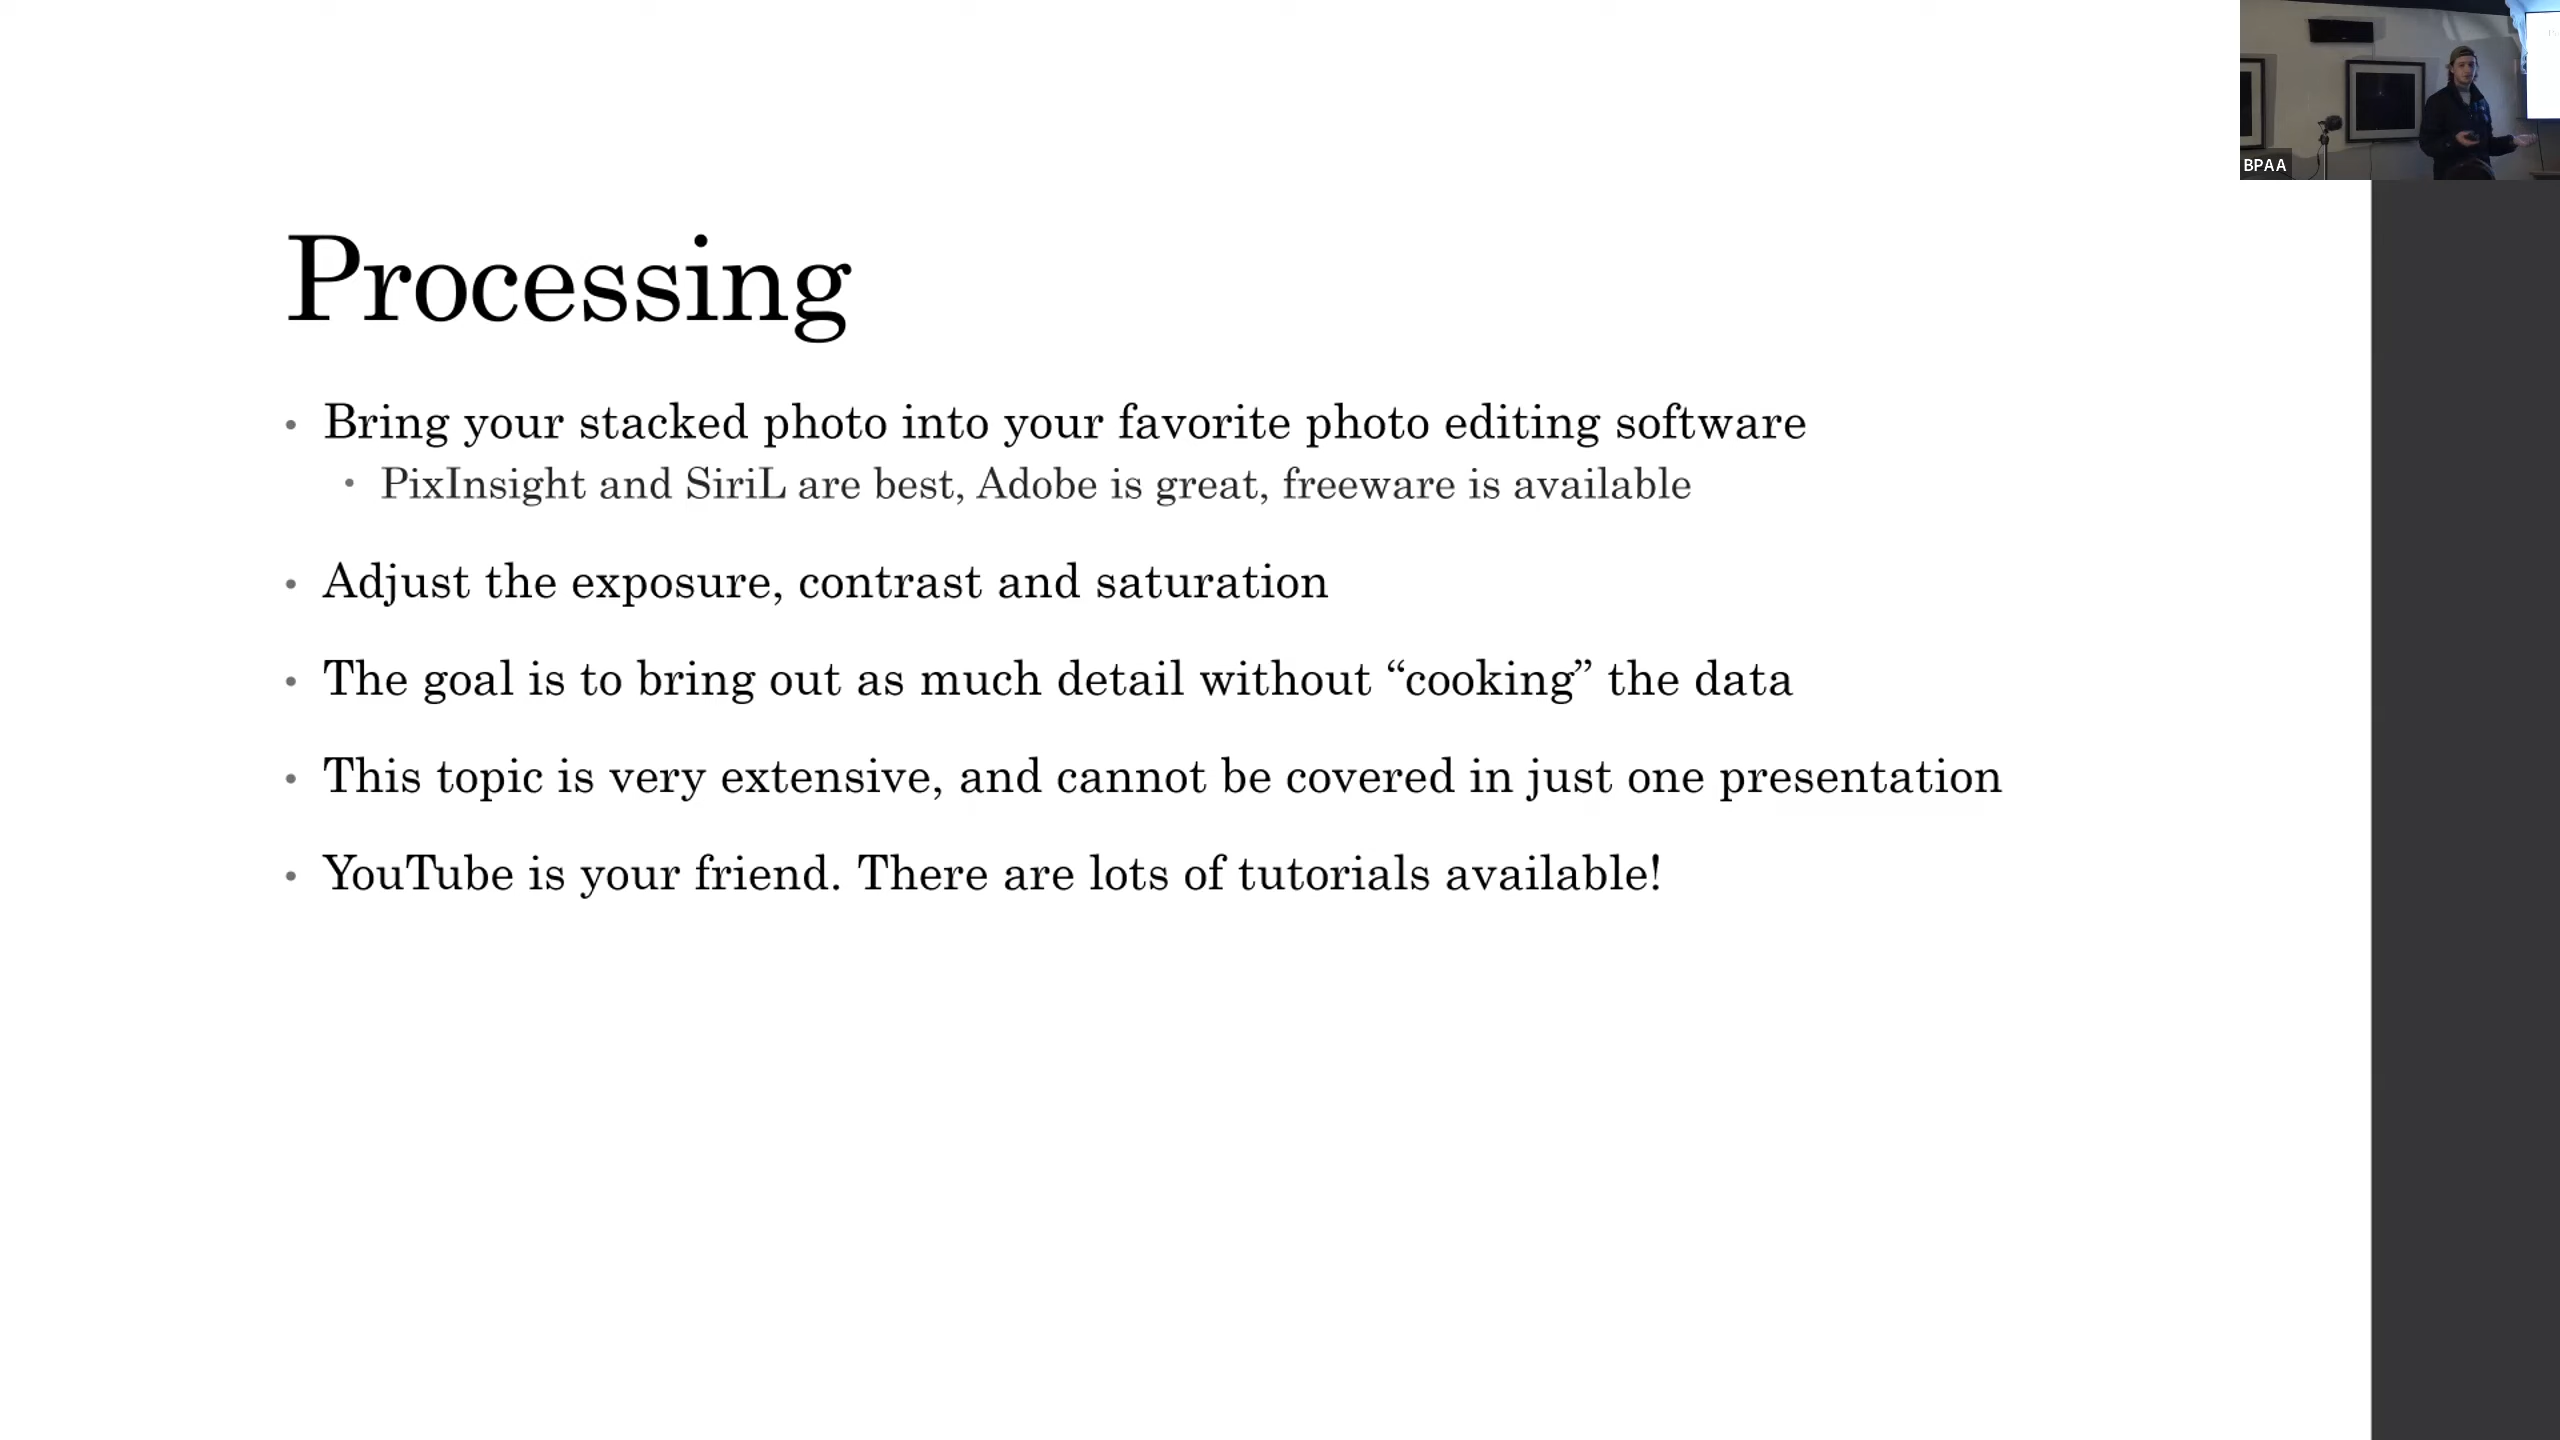 BPAA
Processing
• Bring your stacked photo into your favorite photo editing software
• PixInsight and SiriL are best, Adobe is great, freeware is available
• Adjust the exposure, contrast and saturation
• The goal is to bring out as much detail without “cooking” the data
• This topic is very extensive, and cannot be covered in just one presentation
• YouTube is your friend. There are lots of tutorials available!